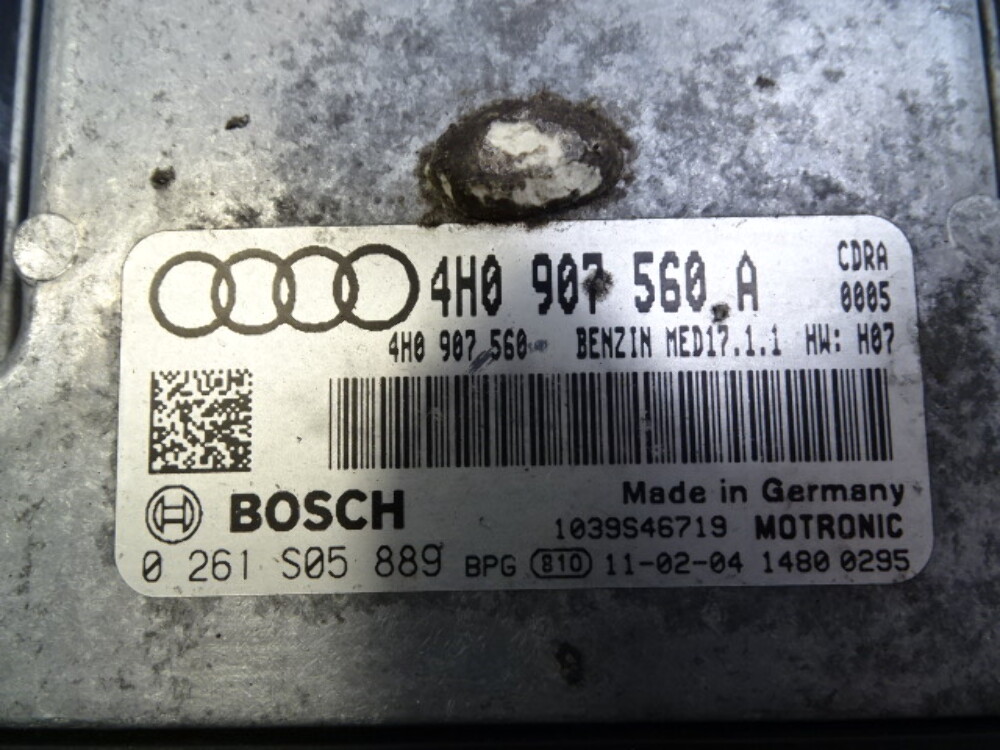 4H0 907 560 A CDRA
0005
4H0 907 560 BENZIN MED17.1.1 HW: H07
BOSCH Made in Germany
1039S46719 MOTRONIC
0 261 S05 889 BPG 810 11-02-04 1480 0295